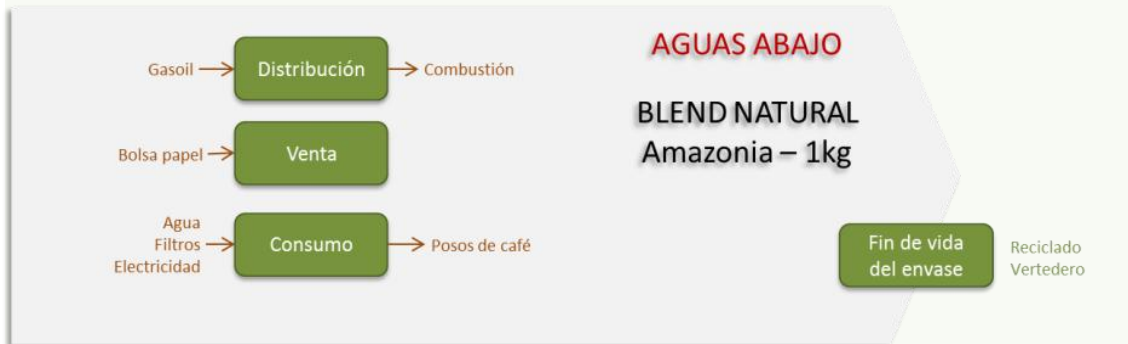 AGUAS ABAJO
BLEND NATURAL
Amazonia – 1kg
Gasoil
Distribución
Combustión
Bolsa papel
Venta
Agua
Filtros
Electricidad
Consumo
Posos de café
Fin de vida
del envase
Reciclado
Vertedero